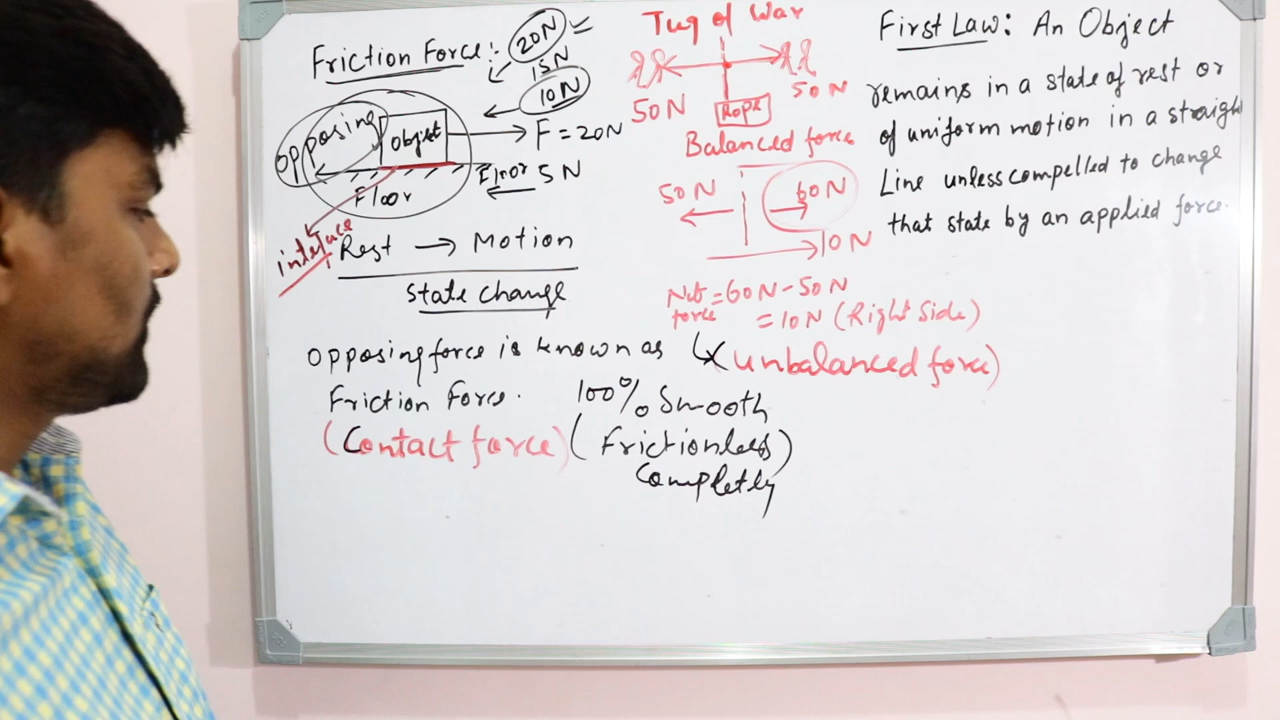 Friction Force:-
20N
15N
10N
opposing
Object
F = 20N
5N
Floor
interface
Rest → Motion
State Change
Opposing force is known as
Friction Force.
(Contact force)
100% Smooth
(Frictionless)
Completly
Tug of War
50N
50N
Rope
Balanced force
50N
60N
10N
Net force = 60N - 50N
= 10N (Right Side)
(unbalanced force)
First Law: An Object
remains in a state of rest or
of uniform motion in a straight
Line unless compelled to change
that state by an applied force.